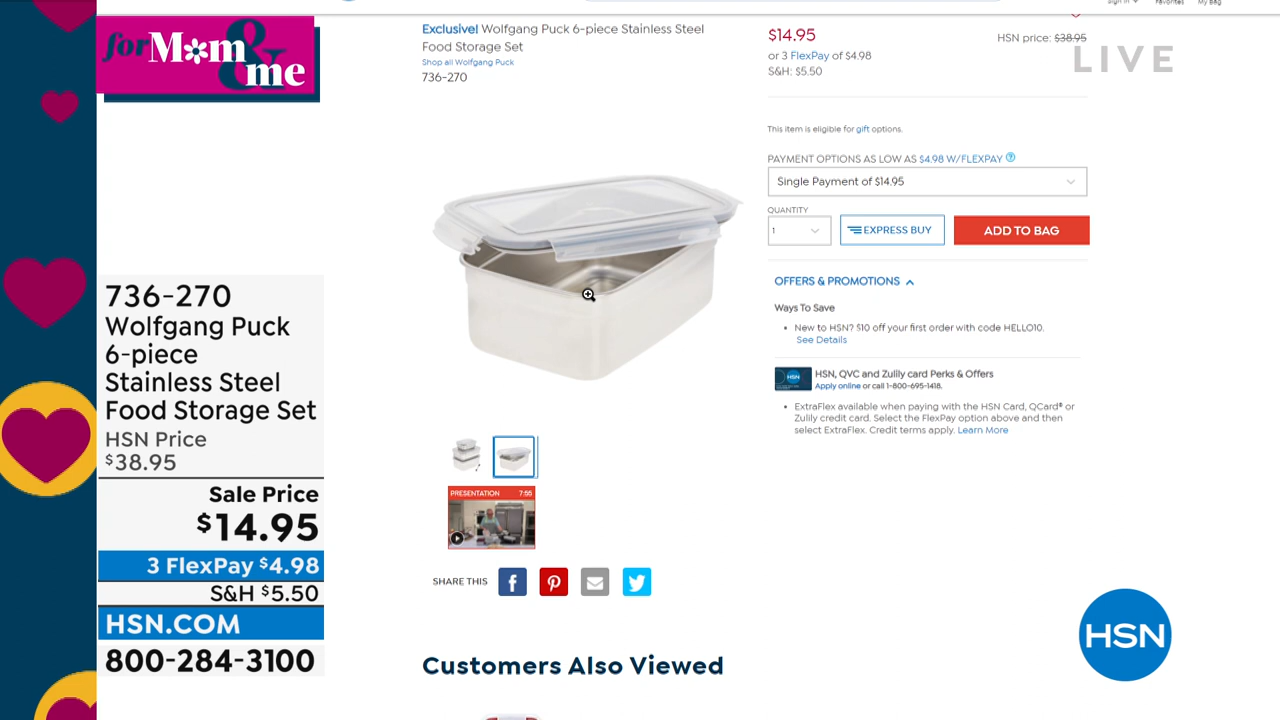 Sign In
Favorites
My Bag
for Mom
& me
Exclusive! Wolfgang Puck 6-piece Stainless Steel
Food Storage Set
Shop all Wolfgang Puck
736-270
$14.95
or 3 FlexPay of $4.98
S&H: $5.50
HSN price: $38.95
LIVE
This item is eligible for gift options.
PAYMENT OPTIONS AS LOW AS $4.98 W/FLEXPAY ?
Single Payment of $14.95
QUANTITY
1
EXPRESS BUY
ADD TO BAG
OFFERS & PROMOTIONS
Ways To Save
• New to HSN? $10 off your first order with code HELLO10.
See Details
HSN
HSN, QVC and Zulily card Perks & Offers
Apply online or call 1-800-695-1418.
• ExtraFlex available when paying with the HSN Card, QCard® or
Zulily credit card. Select the FlexPay option above and then
select ExtraFlex. Credit terms apply. Learn More
736-270
Wolfgang Puck
6-piece
Stainless Steel
Food Storage Set
HSN Price
$38.95
Sale Price
$14.95
3 FlexPay $4.98
S&H $5.50
HSN.COM
800-284-3100
PRESENTATION 7:56
SHARE THIS
Customers Also Viewed
HSN